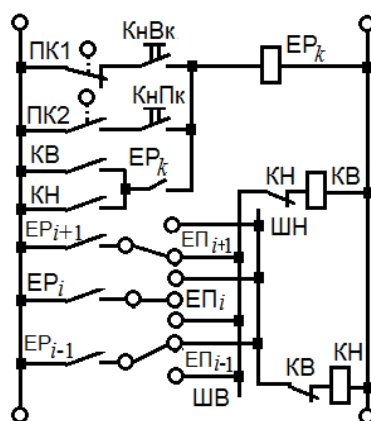 КнВк
ПК1
ЕРk
КнПк
ПК2
КВ
ЕРk
КН
КН
КВ
ЕРi+1
ЕПi+1
ШН
ЕРi
ЕПi
ЕРi-1
ЕПi-1
КВ
КН
ШВ